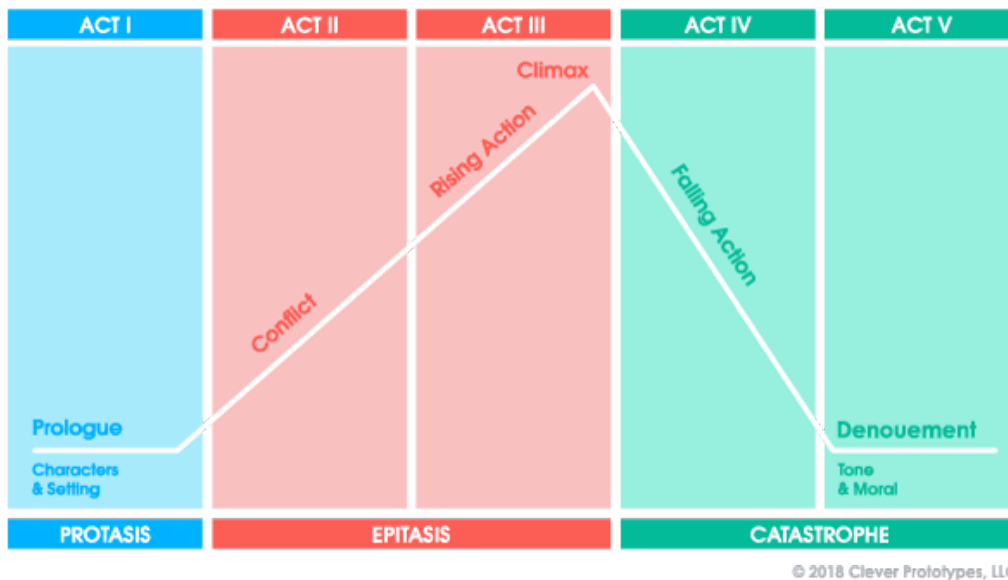 ACT I
ACT II
ACT III
ACT IV
ACT V
Climax
Rising Action
Falling Action
Conflict
Prologue
Characters
& Setting
Denouement
Tone
& Moral
PROTASIS
EPITASIS
CATASTROPHE
© 2018 Clever Prototypes, LL